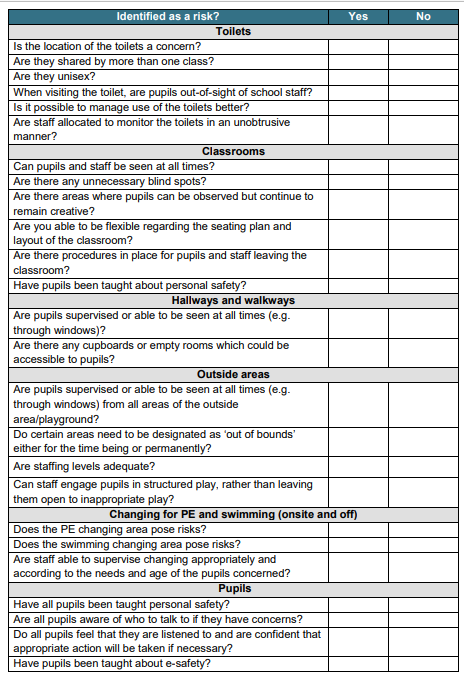 Identified as a risk? Yes No
Toilets
Is the location of the toilets a concern?
Are they shared by more than one class?
Are they unisex?
When visiting the toilet, are pupils out-of-sight of school staff?
Is it possible to manage use of the toilets better?
Are staff allocated to monitor the toilets in an unobtrusive
manner?
Classrooms
Can pupils and staff be seen at all times?
Are there any unnecessary blind spots?
Are there areas where pupils can be observed but continue to
remain creative?
Are you able to be flexible regarding the seating plan and
layout of the classroom?
Are there procedures in place for pupils and staff leaving the
classroom?
Have pupils been taught about personal safety?
Hallways and walkways
Are pupils supervised or able to be seen at all times (e.g.
through windows)?
Are there any cupboards or empty rooms which could be
accessible to pupils?
Outside areas
Are pupils supervised or able to be seen at all times (e.g.
through windows) from all areas of the outside
area/playground?
Do certain areas need to be designated as ‘out of bounds’
either for the time being or permanently?
Are staffing levels adequate?
Can staff engage pupils in structured play, rather than leaving
them open to inappropriate play?
Changing for PE and swimming (onsite and off)
Does the PE changing area pose risks?
Does the swimming changing area pose risks?
Are staff able to supervise changing appropriately and
according to the needs and age of the pupils concerned?
Pupils
Have all pupils been taught personal safety?
Are all pupils aware of who to talk to if they have concerns?
Do all pupils feel that they are listened to and are confident that
appropriate action will be taken if necessary?
Have pupils been taught about e-safety?